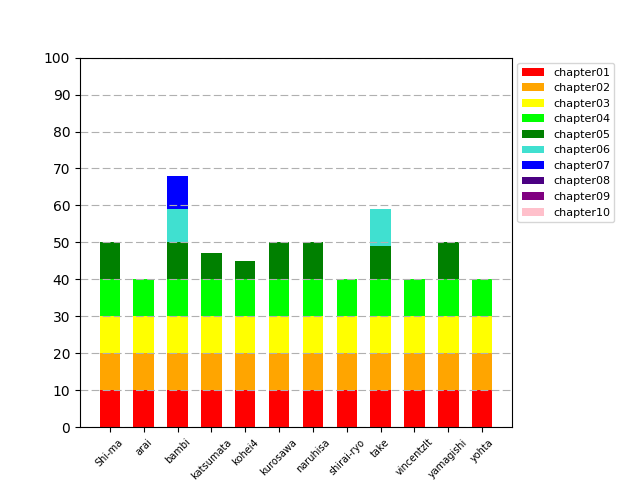 100
90
80
70
60
50
40
30
20
10
0
Shi-ma
arai
bambi
katsumata
kohei4
kurosawa
naruhisa
shirai-ryo
take
vincentzlt
yamagishi
yohta
chapter01
chapter02
chapter03
chapter04
chapter05
chapter06
chapter07
chapter08
chapter09
chapter10